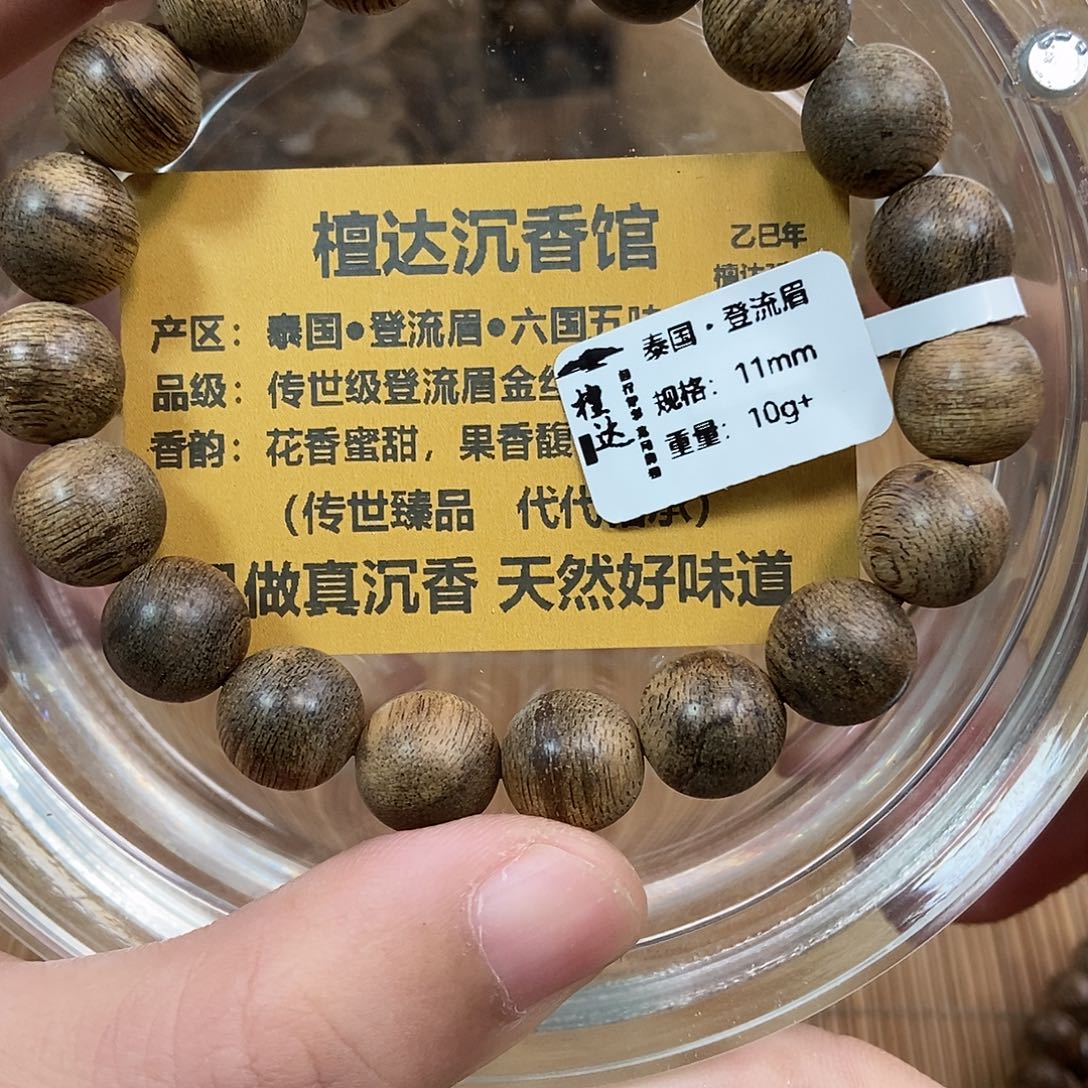 檀达沉香馆
乙巳年
檀达
产区：泰国•登流眉•六国五
品级：传世级登流眉金丝
香韵：花香蜜甜，果香馥
（传世臻品 代代 承）
做真沉香 天然好味道
檀达
泰国·登流眉
规格：11mm
重量：10g+